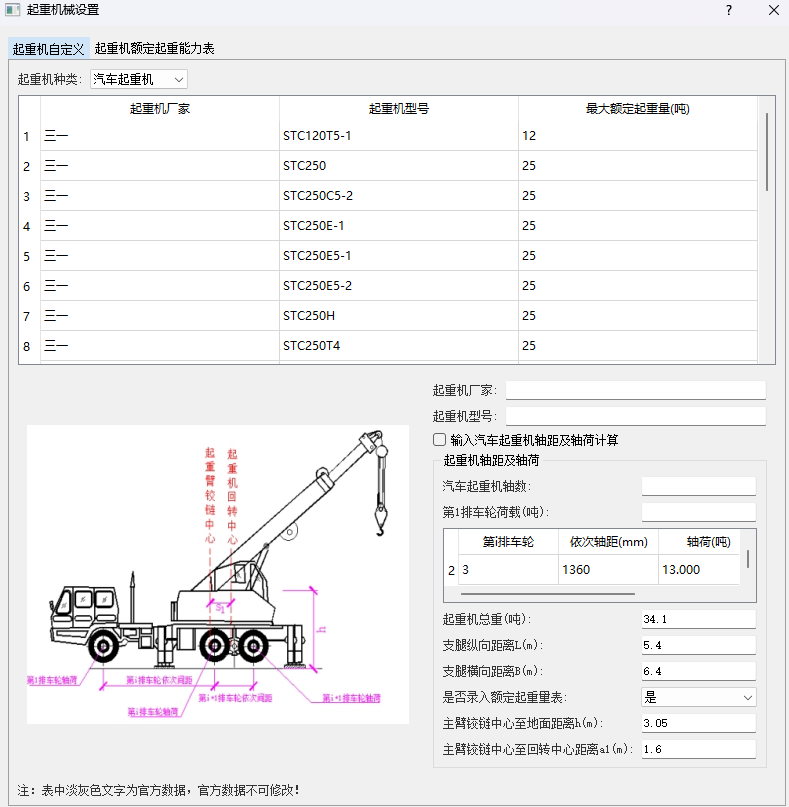 起重机械设置
起重机自定义 起重机额定起重能力表
起重机种类: 汽车起重机
起重机厂家 起重机型号 最大额定起重量(吨)
1 三一 STC120T5-1 12
2 三一 STC250 25
3 三一 STC250C5-2 25
4 三一 STC250E-1 25
5 三一 STC250E5-1 25
6 三一 STC250E5-2 25
7 三一 STC250H 25
8 三一 STC250T4 25
起重机厂家:
起重机型号:
输入汽车起重机轴距及轴荷计算
起重机轴距及轴荷
汽车起重机轴数:
第1排车轮荷载(吨):
第i排车轮 依次轴距(mm) 轴荷(吨)
2 3 1360 13.000
起重机总重(吨): 34.1
支腿纵向距离L(m): 5.4
支腿横向距离B(m): 6.4
是否录入额定起重量表: 是
主臂铰链中心至地面距离h(m): 3.05
主臂铰链中心至回转中心距离a1(m): 1.6
起重臂铰链中心
起重机回转中心
S1
h
第1排车轮轴荷
第i排车轮依次间距
第i排车轮轴荷
第i+1排车轮依次间距
第i+1排车轮轴荷
注: 表中淡灰色文字为官方数据，官方数据不可修改!